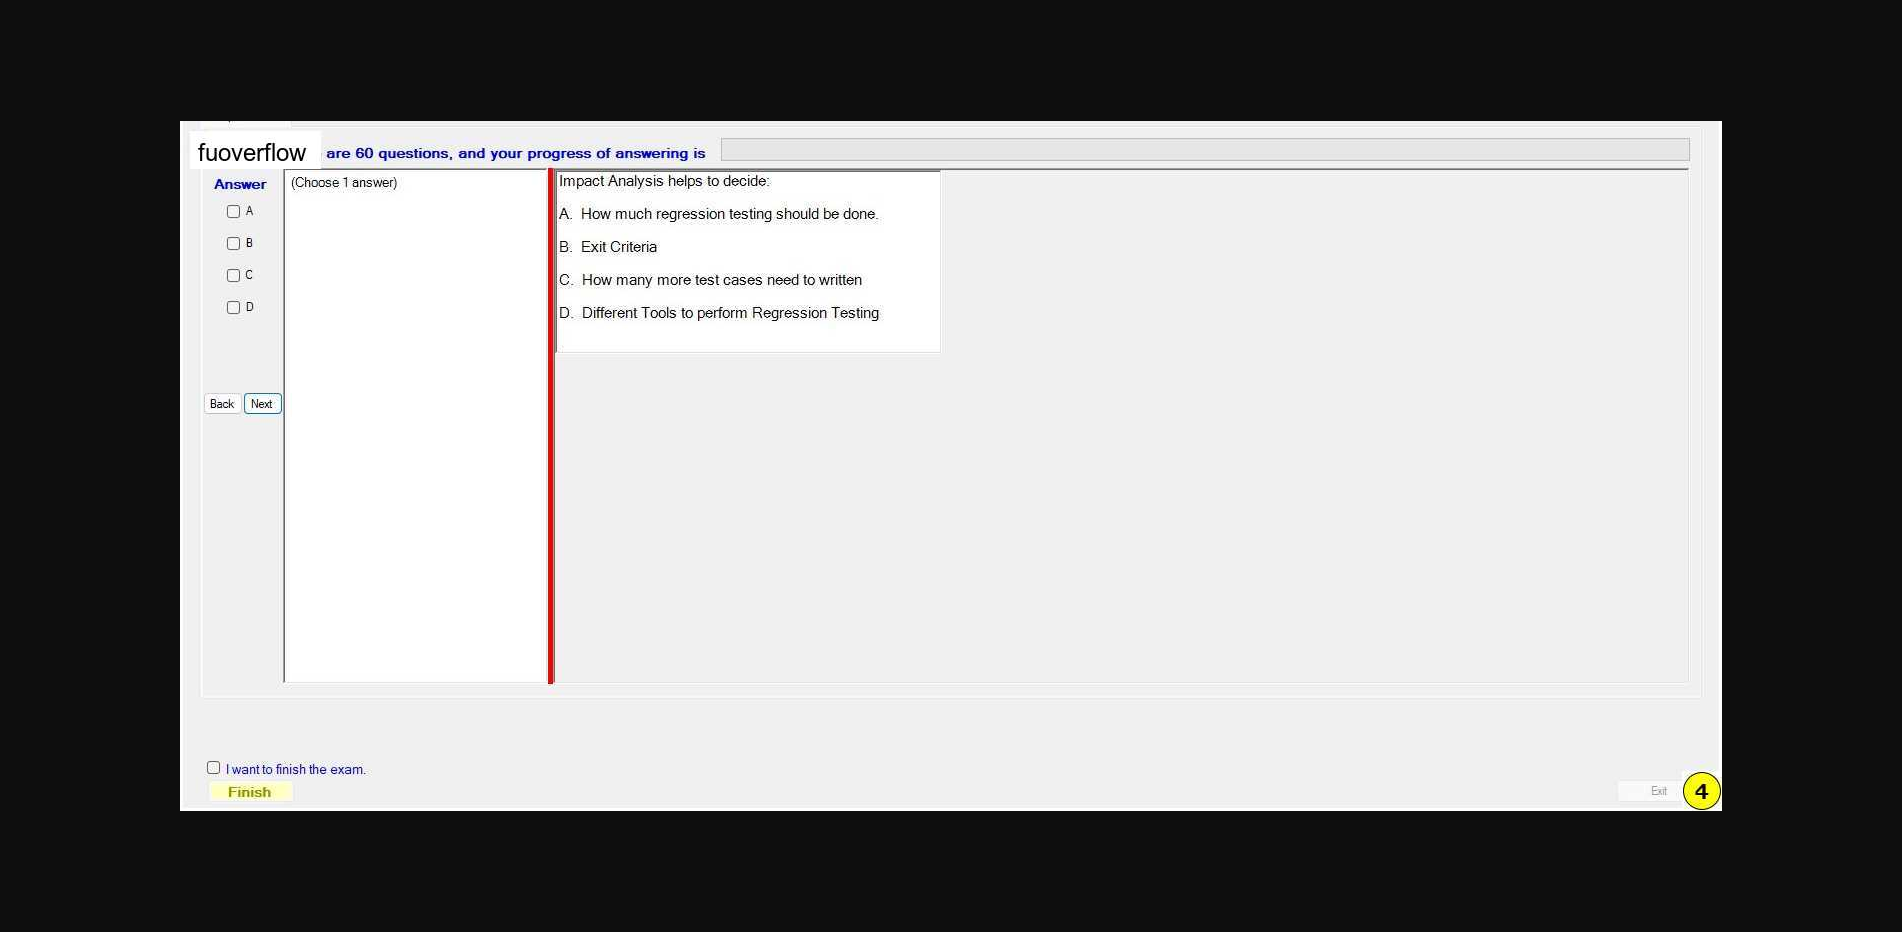 fuoverflow are 60 questions, and your progress of answering is
Answer
A
B
C
D
Back Next
(Choose 1 answer)
Impact Analysis helps to decide:
A. How much regression testing should be done.
B. Exit Criteria
C. How many more test cases need to written
D. Different Tools to perform Regression Testing
I want to finish the exam.
Finish
Exit
4